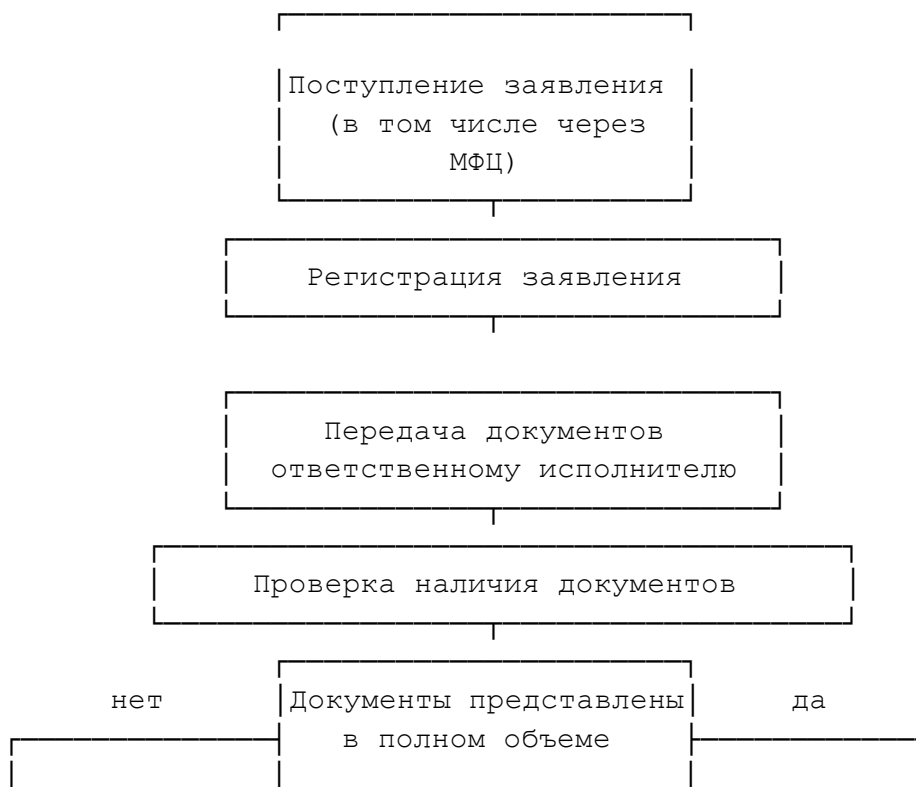 Поступление заявления
(в том числе через
МФЦ)
Регистрация заявления
Передача документов
ответственному исполнителю
Проверка наличия документов
нет
Документы представлены
да
в полном объеме